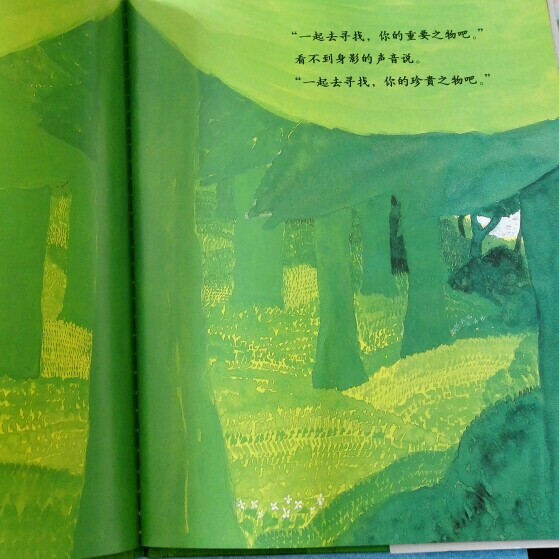 “一起去寻找，你的重要之物吧。”
看不到身影的声音说。
“一起去寻找，你的珍贵之物吧。”